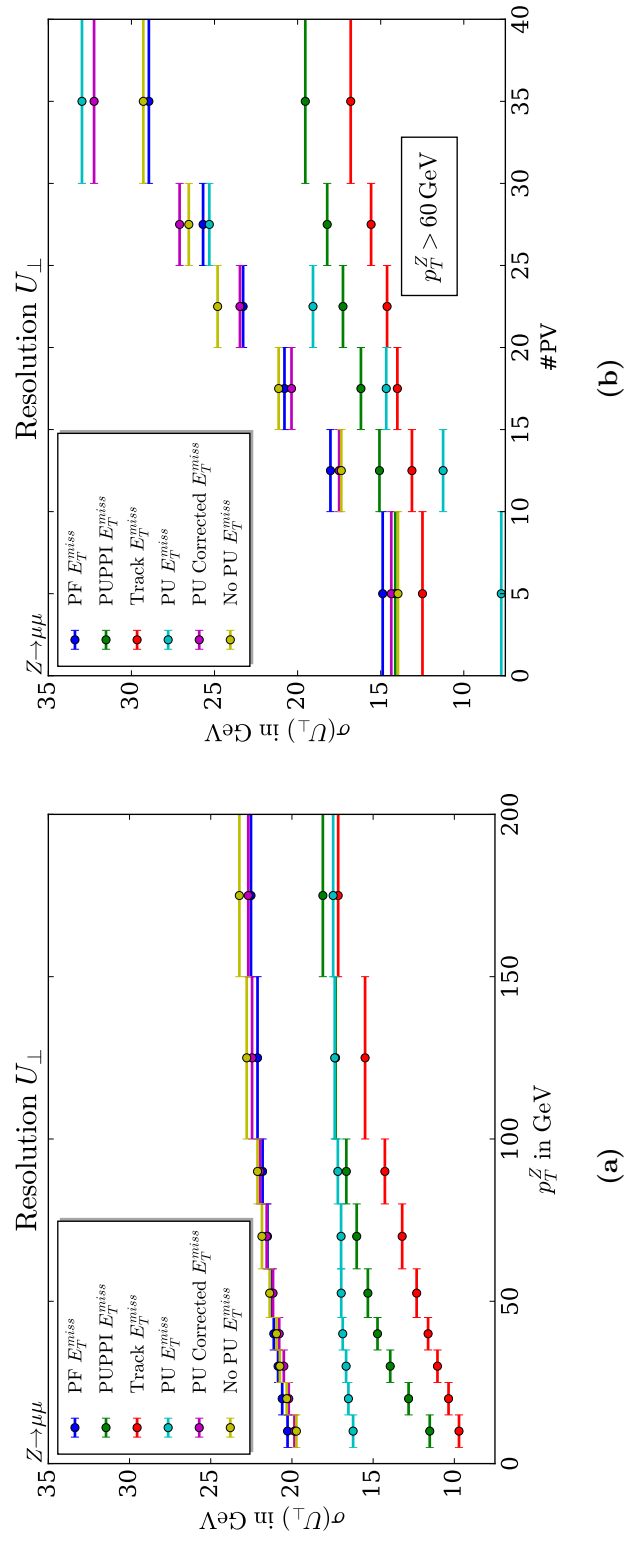 Resolution U⊥
Z→μμ
PF E_T^{miss}
PUPPI E_T^{miss}
Track E_T^{miss}
PU E_T^{miss}
PU Corrected E_T^{miss}
No PU E_T^{miss}
σ(U⊥) in GeV
35
30
25
20
15
10
0 50 100 150 200
p_T^Z in GeV
(a)
Resolution U⊥
Z→μμ
PF E_T^{miss}
PUPPI E_T^{miss}
Track E_T^{miss}
PU E_T^{miss}
PU Corrected E_T^{miss}
No PU E_T^{miss}
p_T^Z > 60 GeV
σ(U⊥) in GeV
35
30
25
20
15
10
0 5 10 15 20 25 30 35 40
#PV
(b)